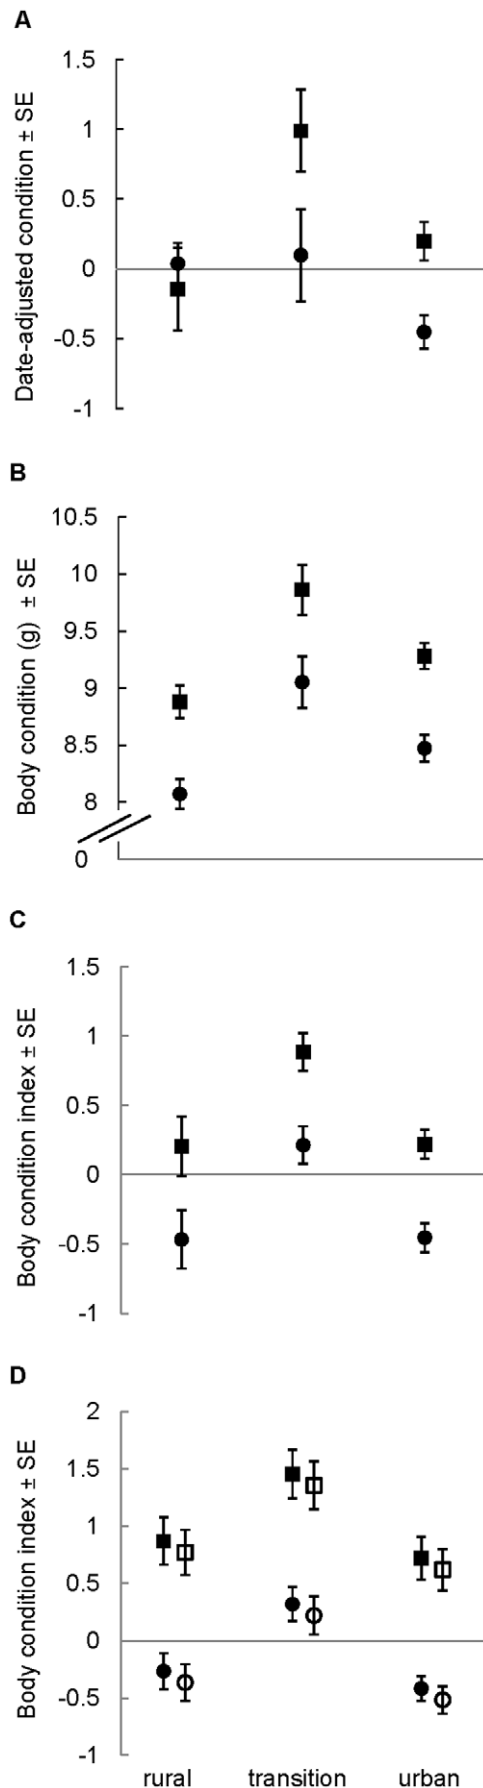 A
Date-adjusted condition ± SE
1.5
1
0.5
0
-0.5
-1
B
Body condition (g) ± SE
10.5
10
9.5
9
8.5
8
0
C
Body condition index ± SE
1.5
1
0.5
0
-0.5
-1
D
Body condition index ± SE
2
1.5
1
0.5
0
-0.5
-1
rural transition urban